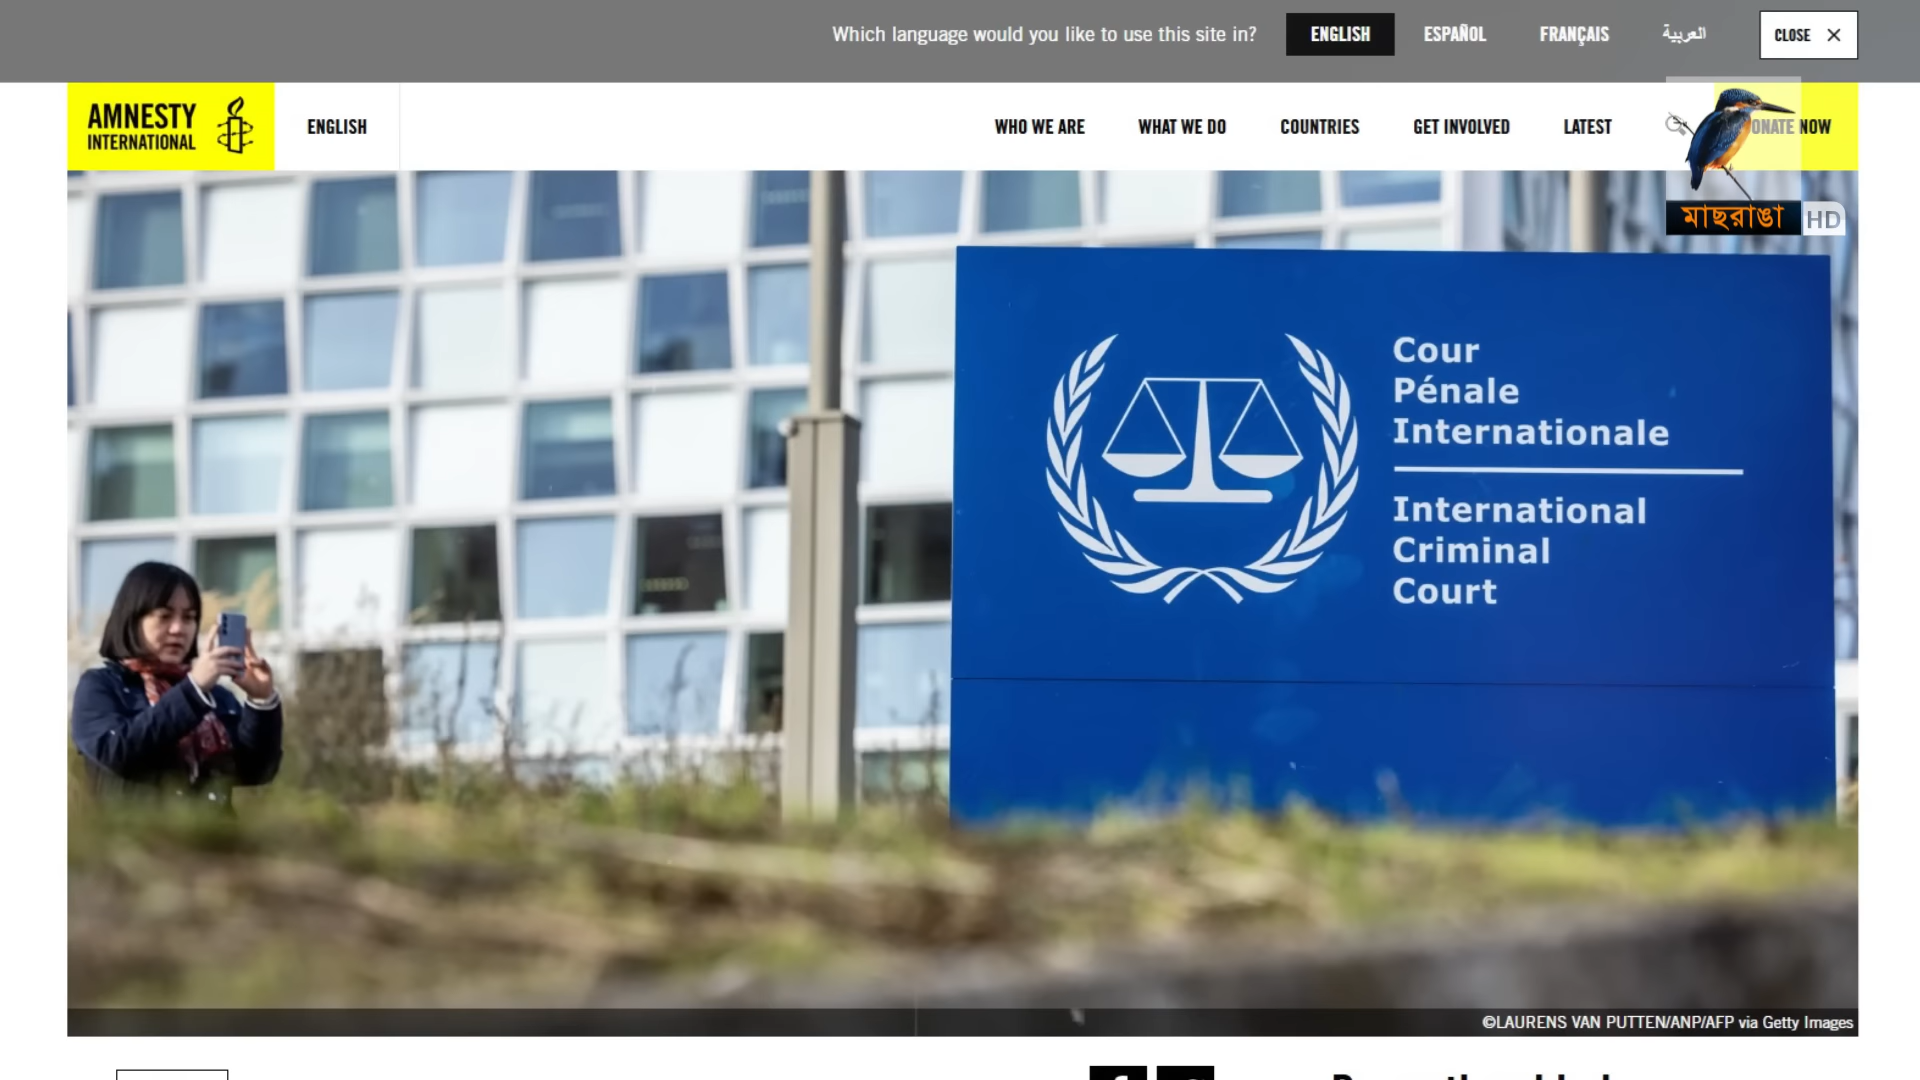 Which language would you like to use this site in?
ENGLISH
ESPAÑOL
FRANÇAIS
العربية
CLOSE
AMNESTY
INTERNATIONAL
ENGLISH
WHO WE ARE
WHAT WE DO
COUNTRIES
GET INVOLVED
LATEST
NOW
মাছরাঙা HD
Cour
Pénale
Internationale
International
Criminal
Court
©LAURENS VAN PUTTEN/ANP/AFP via Getty Images